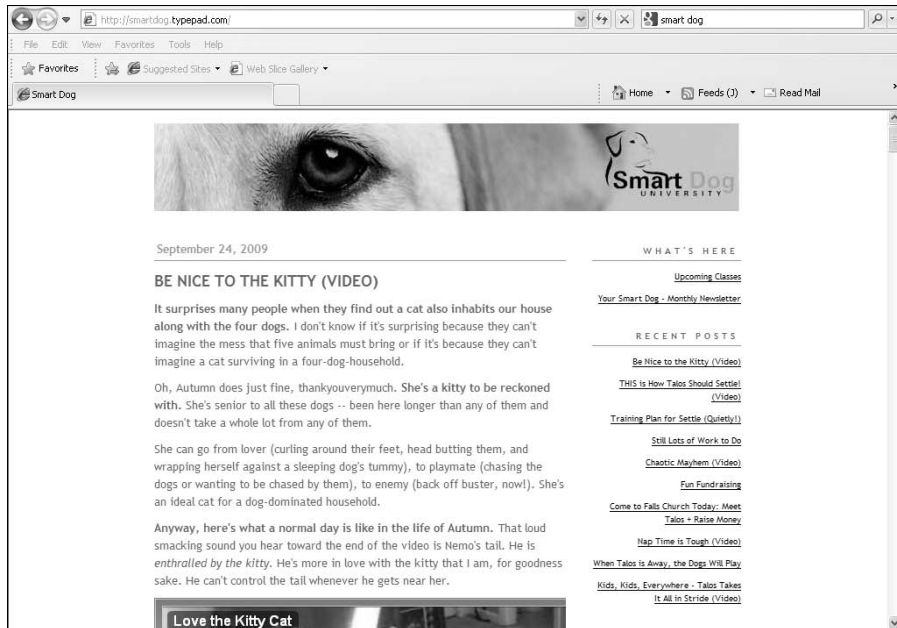 http://smartdog.typepad.com/
smart dog
File Edit View Favorites Tools Help
Favorites Suggested Sites Web Slice Gallery
Smart Dog
Home Feeds (J) Read Mail
Smart Dog
UNIVERSITY
September 24, 2009
BE NICE TO THE KITTY (VIDEO)
It surprises many people when they find out a cat also inhabits our house
along with the four dogs. I don't know if it's surprising because they can't
imagine the mess that five animals must bring or if it's because they can't
imagine a cat surviving in a four-dog-household.
Oh, Autumn does just fine, thankyouverymuch. She's a kitty to be reckoned
with. She's senior to all these dogs -- been here longer than any of them and
doesn't take a whole lot from any of them.
She can go from lover (curling around their feet, head butting them, and
wrapping herself against a sleeping dog's tummy), to playmate (chasing the
dogs or wanting to be chased by them), to enemy (back off buster, now!). She's
an ideal cat for a dog-dominated household.
Anyway, here's what a normal day is like in the life of Autumn. That loud
smacking sound you hear toward the end of the video is Nemo's tail. He is
enthralled by the kitty. He's more in love with the kitty that I am, for goodness
sake. He can't control the tail whenever he gets near her.
Love the Kitty Cat
WHAT'S HERE
Upcoming Classes
Your Smart Dog - Monthly Newsletter
RECENT POSTS
Be Nice to the Kitty (Video)
THIS is How Talos Should Settle!
(Video)
Training Plan for Settle (Quietly!)
Still Lots of Work to Do
Chaotic Mayhem (Video)
Fun Fundraising
Come to Falls Church Today: Meet
Talos + Raise Money
Nap Time is Tough (Video)
When Talos is Away, the Dogs Will Play
Kids, Kids, Everywhere - Talos Takes
It All in Stride (Video)